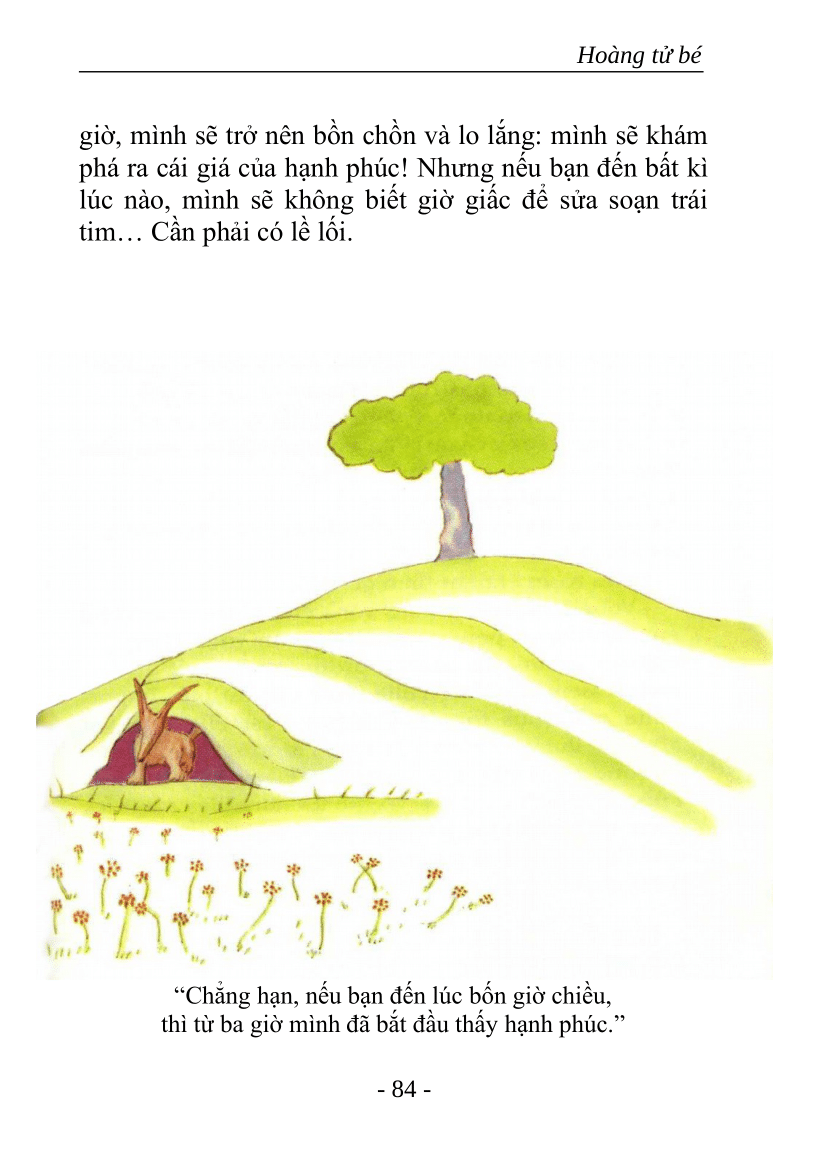 Hoàng tử bé
giờ, mình sẽ trở nên bồn chồn và lo lắng: mình sẽ khám
phá ra cái giá của hạnh phúc! Nhưng nếu bạn đến bất kì
lúc nào, mình sẽ không biết giờ giấc để sửa soạn trái
tim… Cần phải có lề lối.
“Chẳng hạn, nếu bạn đến lúc bốn giờ chiều,
thì từ ba giờ mình đã bắt đầu thấy hạnh phúc.”
- 84 -